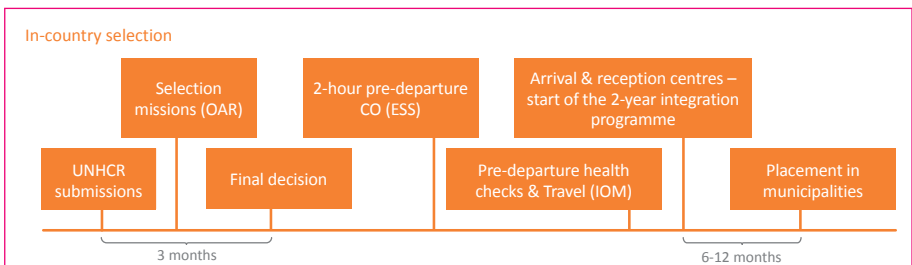 In-country selection
Selection
missions (OAR)
2-hour pre-departure
CO (ESS)
Arrival & reception centres –
start of the 2-year integration
programme
UNHCR
submissions
Final decision
Pre-departure health
checks & Travel (IOM)
Placement in
municipalities
3 months
6-12 months